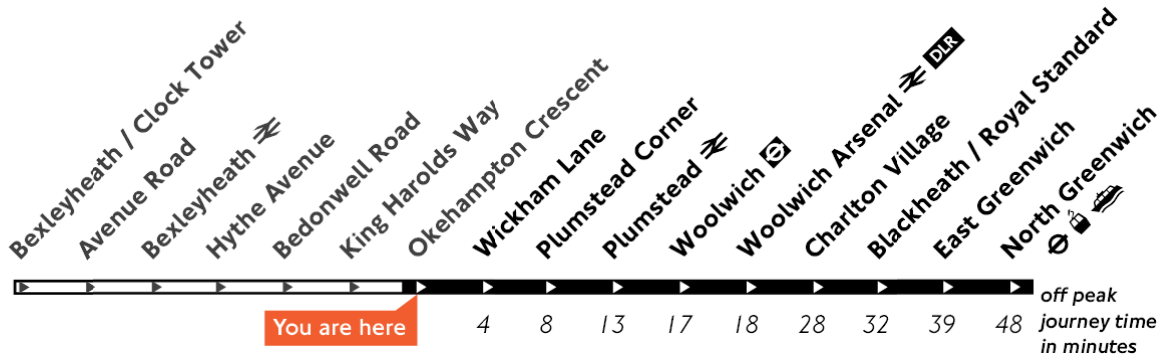 Bexleyheath / Clock Tower
Avenue Road
Bexleyheath
Hythe Avenue
Bedonwell Road
King Harolds Way
Okehampton Crescent
Wickham Lane
Plumstead Corner
Plumstead
Woolwich
Woolwich Arsenal DLR
Charlton Village
Blackheath / Royal Standard
East Greenwich
North Greenwich
You are here
4 8 13 17 18 28 32 39 48
off peak
journey time
in minutes